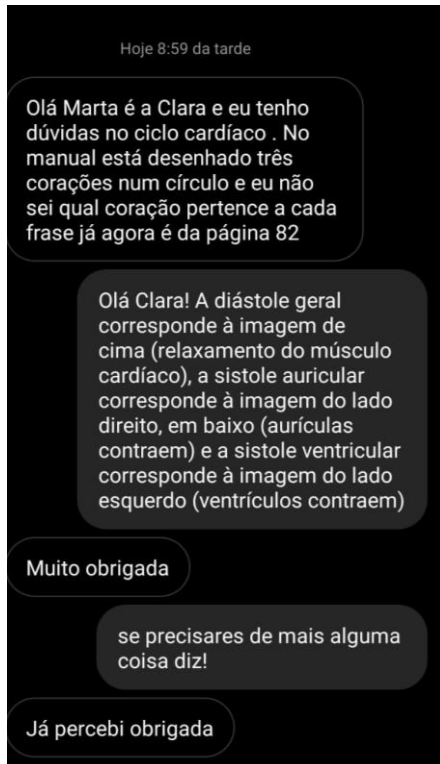 Hoje 8:59 da tarde
Olá Marta é a Clara e eu tenho
dúvidas no ciclo cardíaco . No
manual está desenhado três
corações num círculo e eu não
sei qual coração pertence a cada
frase já agora é da página 82
Olá Clara! A diástole geral
corresponde à imagem de
cima (relaxamento do músculo
cardíaco), a sistole auricular
corresponde à imagem do lado
direito, em baixo (aurículas
contraem) e a sistole ventricular
corresponde à imagem do lado
esquerdo (ventrículos contraem)
Muito obrigada
se precisares de mais alguma
coisa diz!
Já percebi obrigada